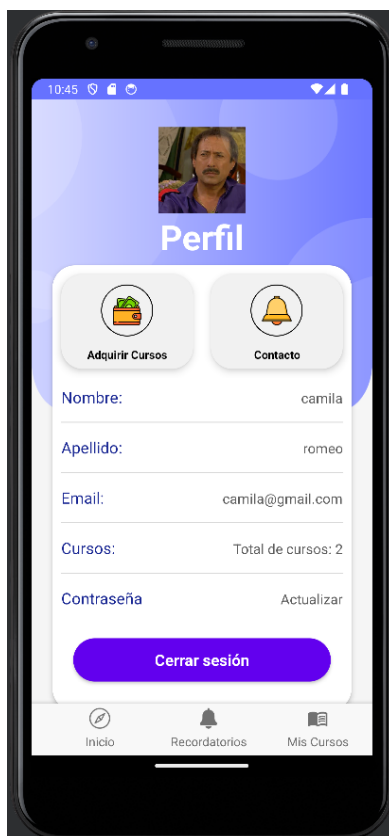 10:45
Perfil
Adquirir Cursos
Contacto
Nombre: camila
Apellido: romeo
Email: camila@gmail.com
Cursos: Total de cursos: 2
Contraseña Actualizar
Cerrar sesión
Inicio Recordatorios Mis Cursos